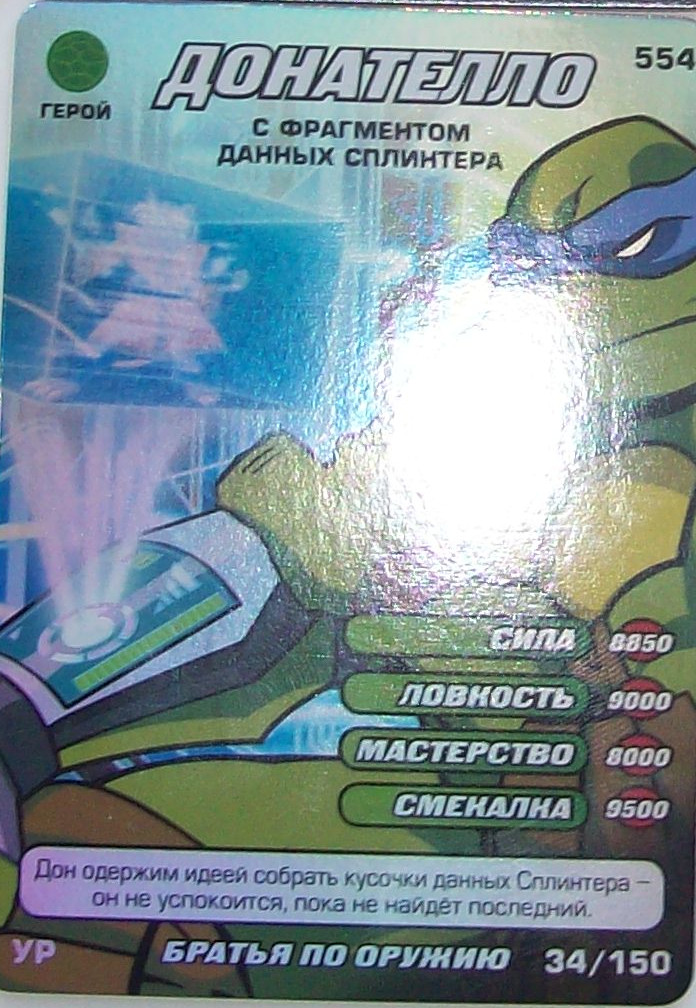 ДОНАТЕЛЛО
554
ГЕРОЙ
С ФРАГМЕНТОМ
ДАННЫХ СПЛИНТЕРА
СИЛА 8850
ЛОВКОСТЬ 9000
МАСТЕРСТВО 8000
СМЕКАЛКА 9500
Дон одержим идеей собрать кусочки данных Сплинтера –
он не успокоится, пока не найдёт последний.
УР БРАТЬЯ ПО ОРУЖИЮ 34/150